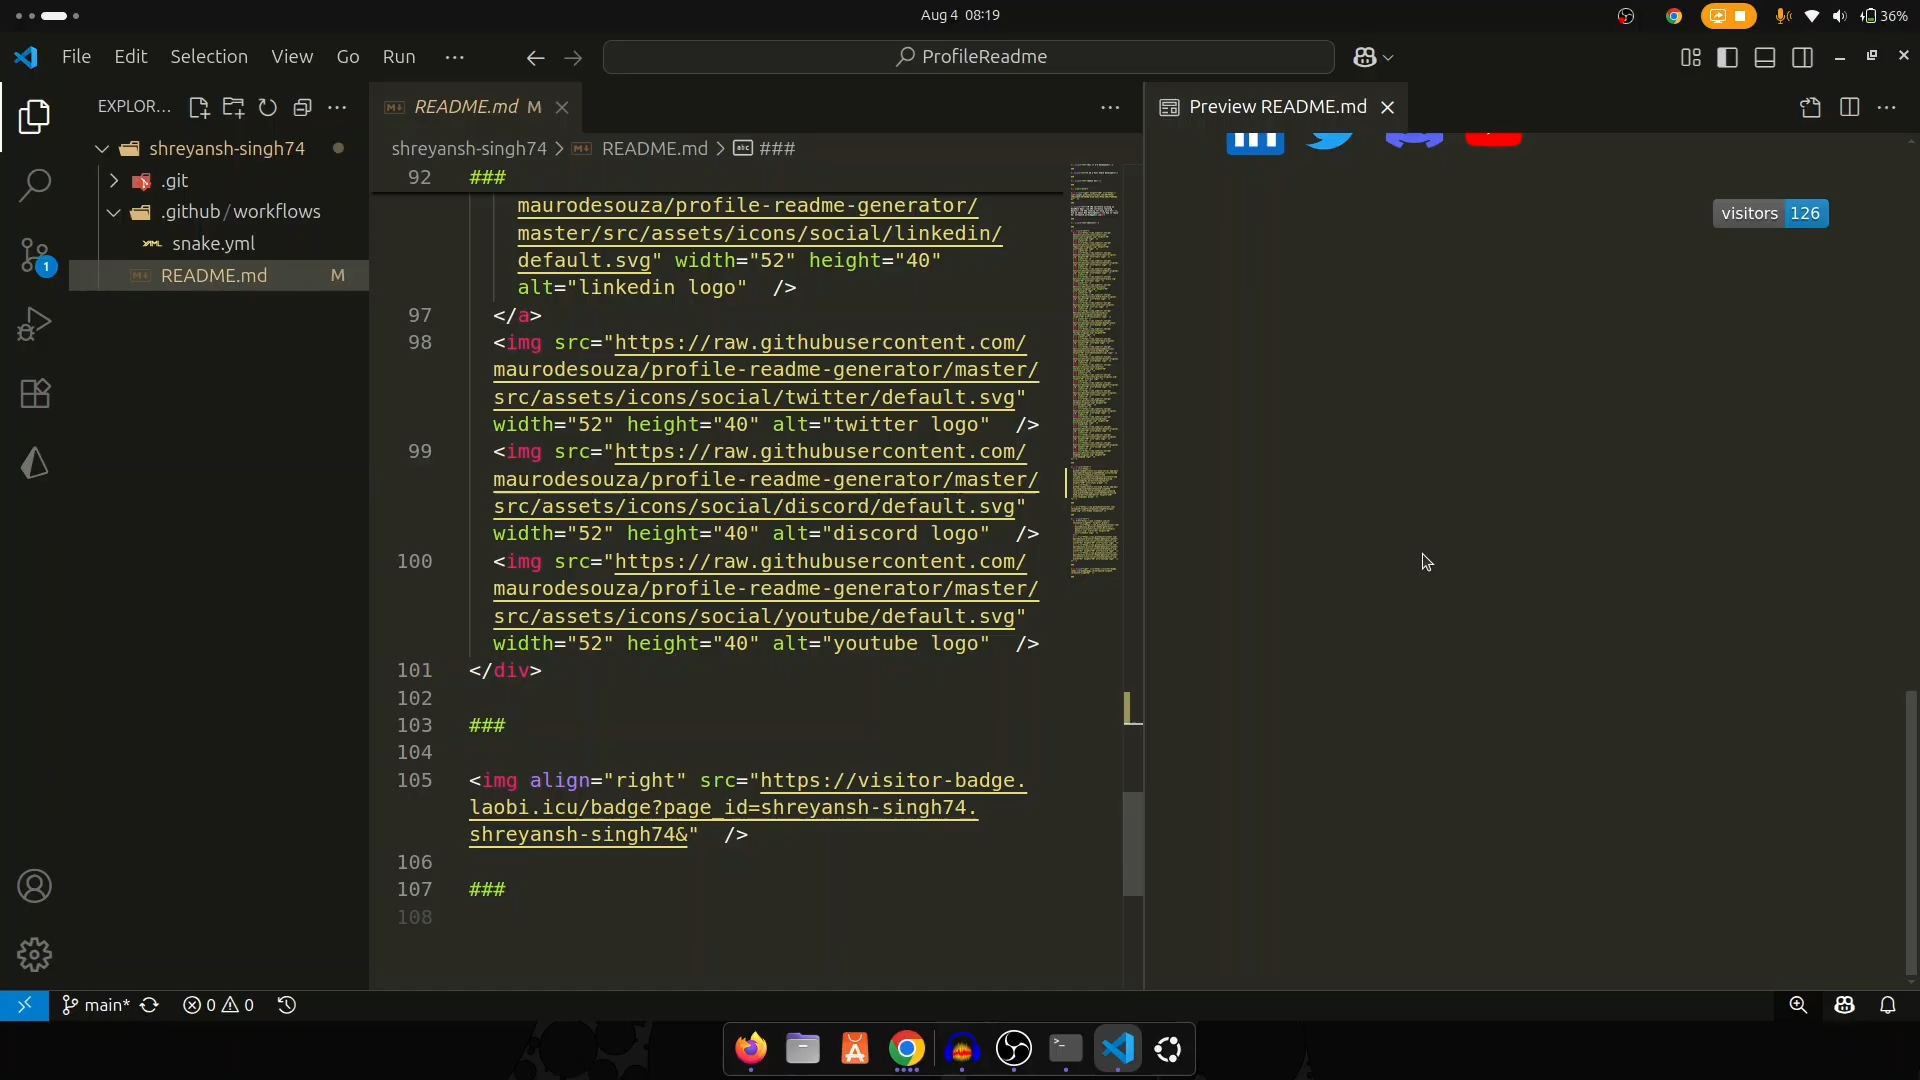 Aug 4 08:19
36%
File Edit Selection View Go Run
ProfileReadme
EXPLOR...
README.md M
Preview README.md
shreyansh-singh74
.git
.github/workflows
snake.yml
README.md M
shreyansh-singh74 > README.md > ###
92 ###
maurodesouza/profile-readme-generator/
master/src/assets/icons/social/linkedin/
default.svg" width="52" height="40"
alt="linkedin logo" />
97 </a>
98 <img src="https://raw.githubusercontent.com/
maurodesouza/profile-readme-generator/master/
src/assets/icons/social/twitter/default.svg"
width="52" height="40" alt="twitter logo" />
99 <img src="https://raw.githubusercontent.com/
maurodesouza/profile-readme-generator/master/
src/assets/icons/social/discord/default.svg"
width="52" height="40" alt="discord logo" />
100 <img src="https://raw.githubusercontent.com/
maurodesouza/profile-readme-generator/master/
src/assets/icons/social/youtube/default.svg"
width="52" height="40" alt="youtube logo" />
101 </div>
102
103 ###
104
105 <img align="right" src="https://visitor-badge.
laobi.icu/badge?page_id=shreyansh-singh74.
shreyansh-singh74&" />
106
107 ###
108
visitors 126
1
main* 0 0